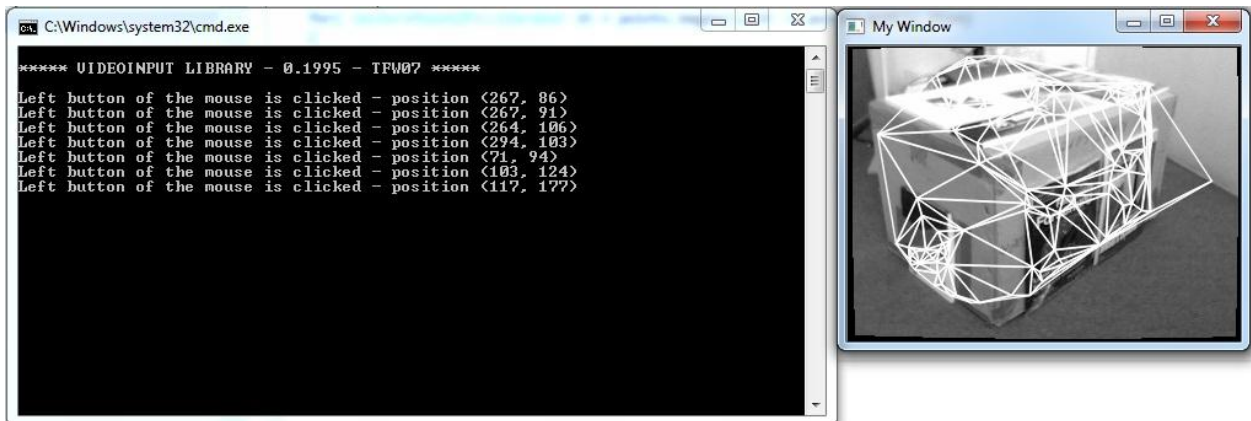 C:\Windows\system32\cmd.exe
***** VIDEOINPUT LIBRARY - 0.1995 - TFW07 *****
Left button of the mouse is clicked - position (267, 86)
Left button of the mouse is clicked - position (267, 91)
Left button of the mouse is clicked - position (264, 106)
Left button of the mouse is clicked - position (294, 103)
Left button of the mouse is clicked - position (71, 94)
Left button of the mouse is clicked - position (103, 124)
Left button of the mouse is clicked - position (117, 177)
My Window